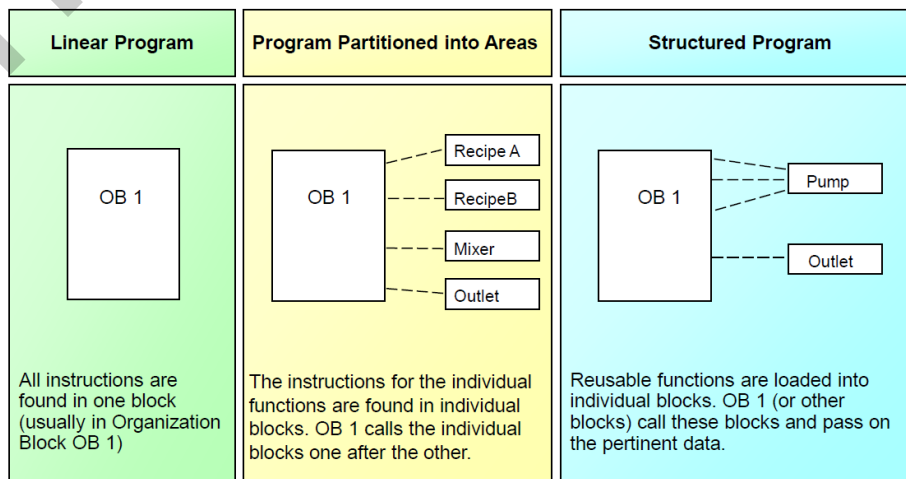 Linear Program
Program Partitioned into Areas
Structured Program
OB 1
OB 1
Recipe A
RecipeB
Mixer
Outlet
OB 1
Pump
Outlet
All instructions are
found in one block
(usually in Organization
Block OB 1)
The instructions for the individual
functions are found in individual
blocks. OB 1 calls the individual
blocks one after the other.
Reusable functions are loaded into
individual blocks. OB 1 (or other
blocks) call these blocks and pass on
the pertinent data.